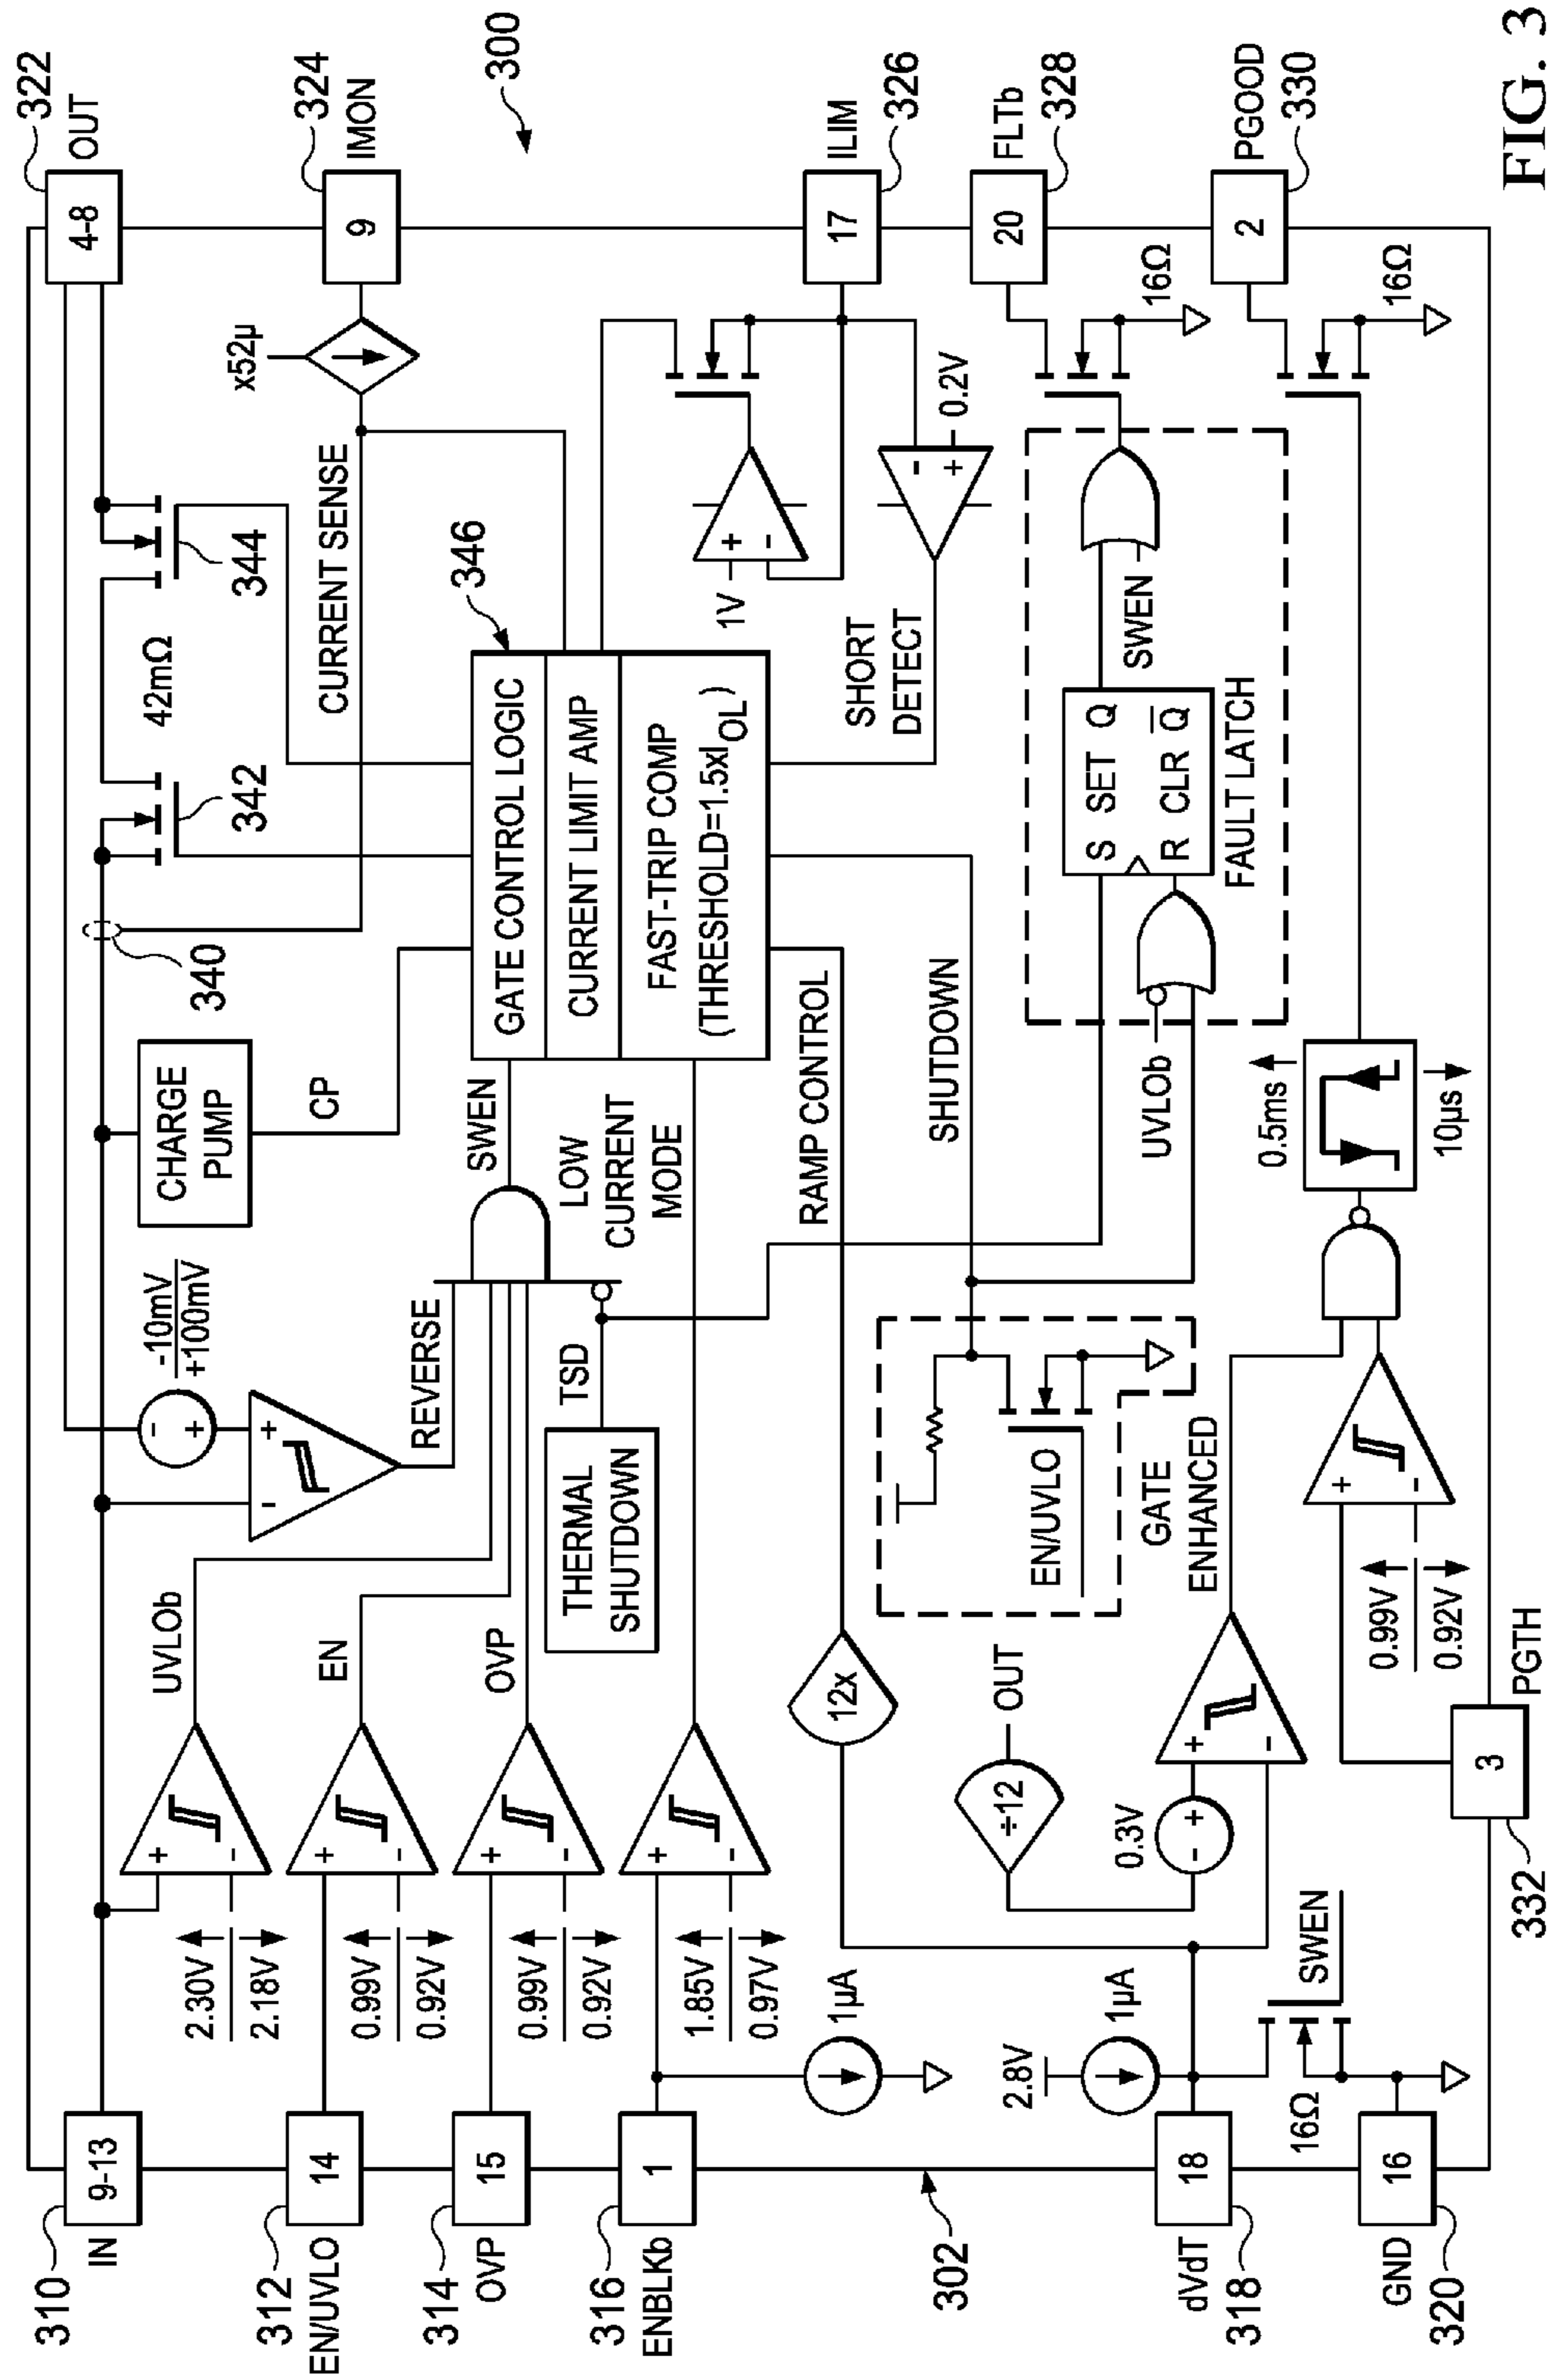 322
OUT
4-8
324
IMON
9
300
326
ILIM
17
328
FLTb
20
330
PGOOD
2
FIG. 3
x52µ
16Ω
16Ω
344
42mΩ
342
340
CURRENT SENSE
346
1V
+
-
-
+
0.2V
SHORT
DETECT
GATE CONTROL LOGIC
CURRENT LIMIT AMP
FAST-TRIP COMP
(THRESHOLD=1.5xIOL)
SWEN
S SET Q
R CLR Q
FAULT LATCH
UVLOb
CHARGE
PUMP
CP
SWEN
LOW
CURRENT
MODE
RAMP CONTROL
SHUTDOWN
0.5ms
10µs
-10mV
+100mV
-
+
+
-
REVERSE
TSD
THERMAL
SHUTDOWN
EN/UVLO
GATE
ENHANCED
+
-
0.99V
0.92V
UVLOb
EN
OVP
12x
OUT
÷12
0.3V
-
+
+
-
PGTH
3
332
+
-
2.30V
2.18V
+
-
0.99V
0.92V
+
-
0.99V
0.92V
+
-
1.85V
0.97V
1µA
2.8V
1µA
SWEN
16Ω
9-13
310
IN
14
312
EN/UVLO
15
314
OVP
1
316
ENBLKb
302
18
318
dVdT
16
320
GND